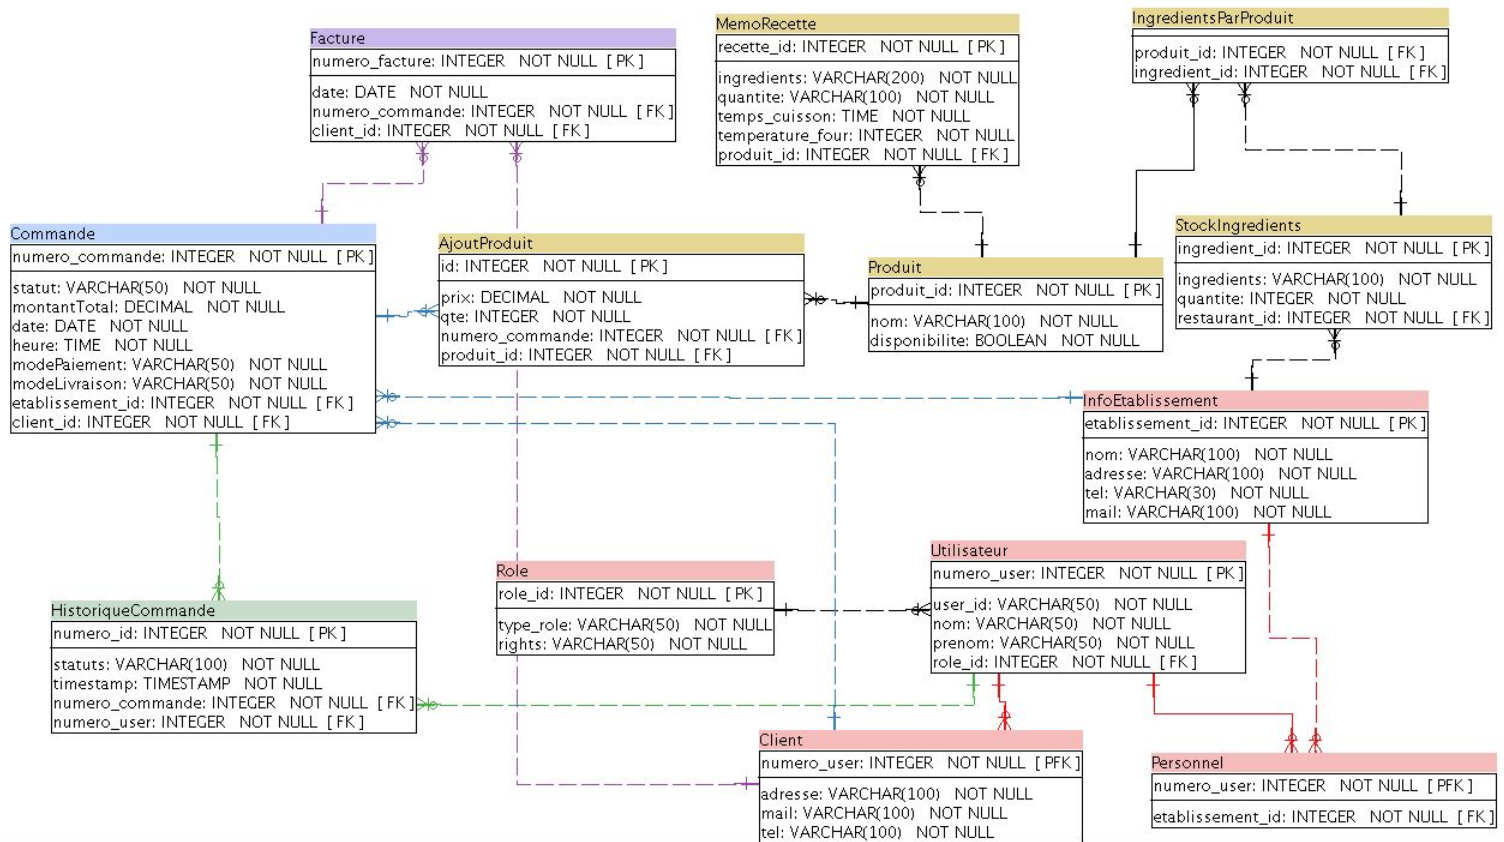 Facture
numero_facture: INTEGER NOT NULL [ PK ]
date: DATE NOT NULL
numero_commande: INTEGER NOT NULL [ FK ]
client_id: INTEGER NOT NULL [ FK ]
MemoRecette
recette_id: INTEGER NOT NULL [ PK ]
ingredients: VARCHAR(200) NOT NULL
quantite: VARCHAR(100) NOT NULL
temps_cuisson: TIME NOT NULL
temperature_four: INTEGER NOT NULL
produit_id: INTEGER NOT NULL [ FK ]
IngredientsParProduit
produit_id: INTEGER NOT NULL [ FK ]
ingredient_id: INTEGER NOT NULL [ FK ]
Commande
numero_commande: INTEGER NOT NULL [ PK ]
statut: VARCHAR(50) NOT NULL
montantTotal: DECIMAL NOT NULL
date: DATE NOT NULL
heure: TIME NOT NULL
modePaiement: VARCHAR(50) NOT NULL
modeLivraison: VARCHAR(50) NOT NULL
etablissement_id: INTEGER NOT NULL [ FK ]
client_id: INTEGER NOT NULL [ FK ]
AjoutProduit
id: INTEGER NOT NULL [ PK ]
prix: DECIMAL NOT NULL
qte: INTEGER NOT NULL
numero_commande: INTEGER NOT NULL [ FK ]
produit_id: INTEGER NOT NULL [ FK ]
Produit
produit_id: INTEGER NOT NULL [ PK ]
nom: VARCHAR(100) NOT NULL
disponibilite: BOOLEAN NOT NULL
StockIngredients
ingredient_id: INTEGER NOT NULL [ PK ]
ingredients: VARCHAR(100) NOT NULL
quantite: INTEGER NOT NULL
restaurant_id: INTEGER NOT NULL [ FK ]
InfoEtablissement
etablissement_id: INTEGER NOT NULL [ PK ]
nom: VARCHAR(100) NOT NULL
adresse: VARCHAR(100) NOT NULL
tel: VARCHAR(30) NOT NULL
mail: VARCHAR(100) NOT NULL
HistoriqueCommande
numero_id: INTEGER NOT NULL [ PK ]
statuts: VARCHAR(100) NOT NULL
timestamp: TIMESTAMP NOT NULL
numero_commande: INTEGER NOT NULL [ FK ]
numero_user: INTEGER NOT NULL [ FK ]
Role
role_id: INTEGER NOT NULL [ PK ]
type_role: VARCHAR(50) NOT NULL
rights: VARCHAR(50) NOT NULL
Utilisateur
numero_user: INTEGER NOT NULL [ PK ]
user_id: VARCHAR(50) NOT NULL
nom: VARCHAR(50) NOT NULL
prenom: VARCHAR(50) NOT NULL
role_id: INTEGER NOT NULL [ FK ]
Client
numero_user: INTEGER NOT NULL [ PFK ]
adresse: VARCHAR(100) NOT NULL
mail: VARCHAR(100) NOT NULL
tel: VARCHAR(100) NOT NULL
Personnel
numero_user: INTEGER NOT NULL [ PFK ]
etablissement_id: INTEGER NOT NULL [ FK ]